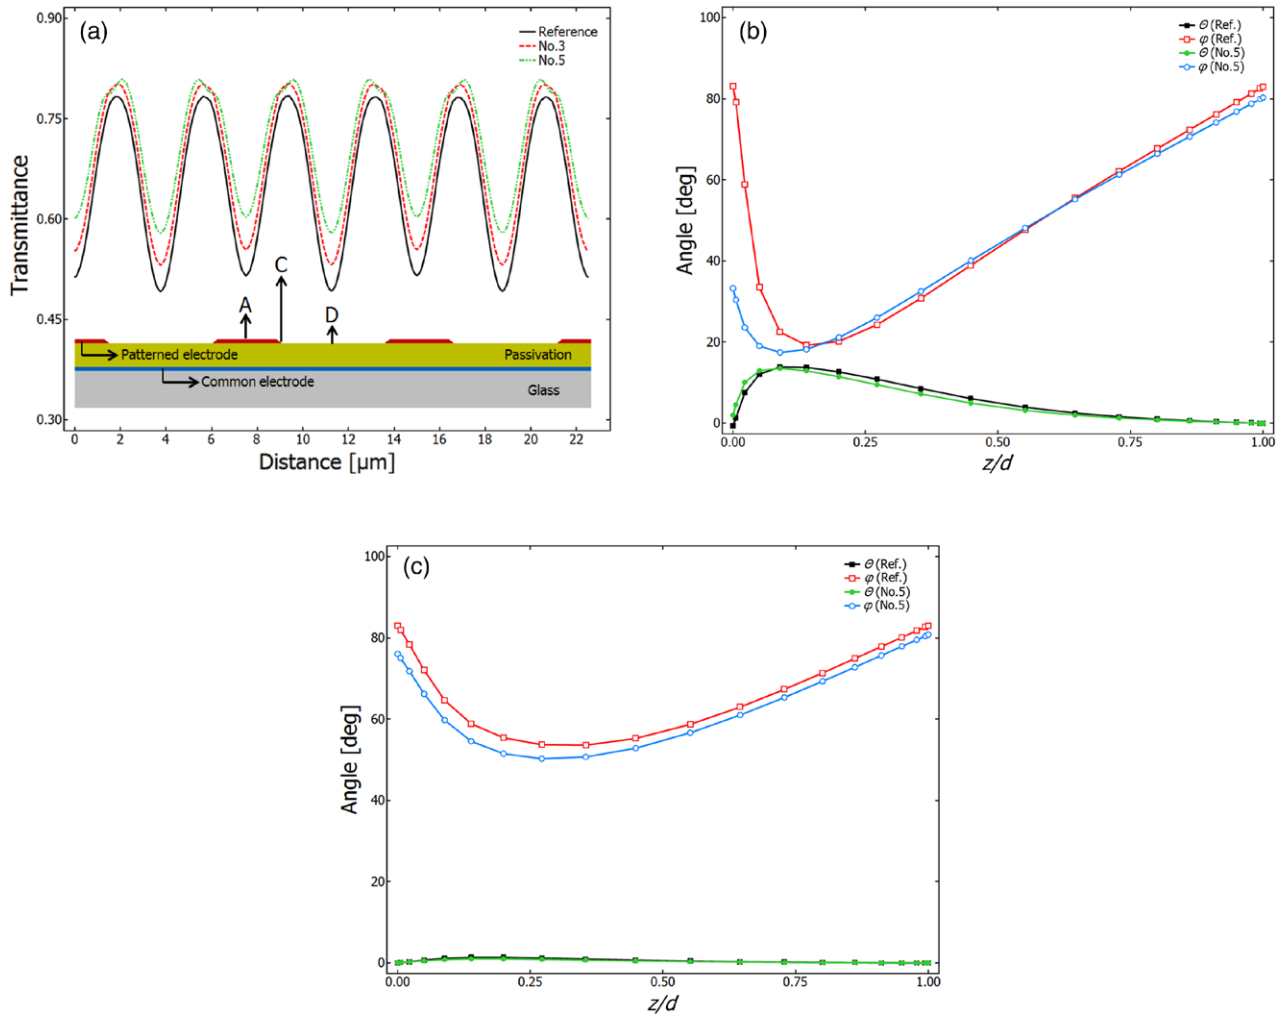 (a)
Reference
No.3
No.5
0.90
0.75
0.60
0.45
0.30
Transmittance
A
C
D
Patterned electrode
Passivation
Common electrode
Glass
0 2 4 6 8 10 12 14 16 18 20 22
Distance [µm]
(b)
Θ (Ref.)
φ (Ref.)
Θ (No.5)
φ (No.5)
100
80
60
40
20
0
Angle [deg]
0.00 0.25 0.50 0.75 1.00
z/d
(c)
Θ (Ref.)
φ (Ref.)
Θ (No.5)
φ (No.5)
100
80
60
40
20
0
Angle [deg]
0.00 0.25 0.50 0.75 1.00
z/d